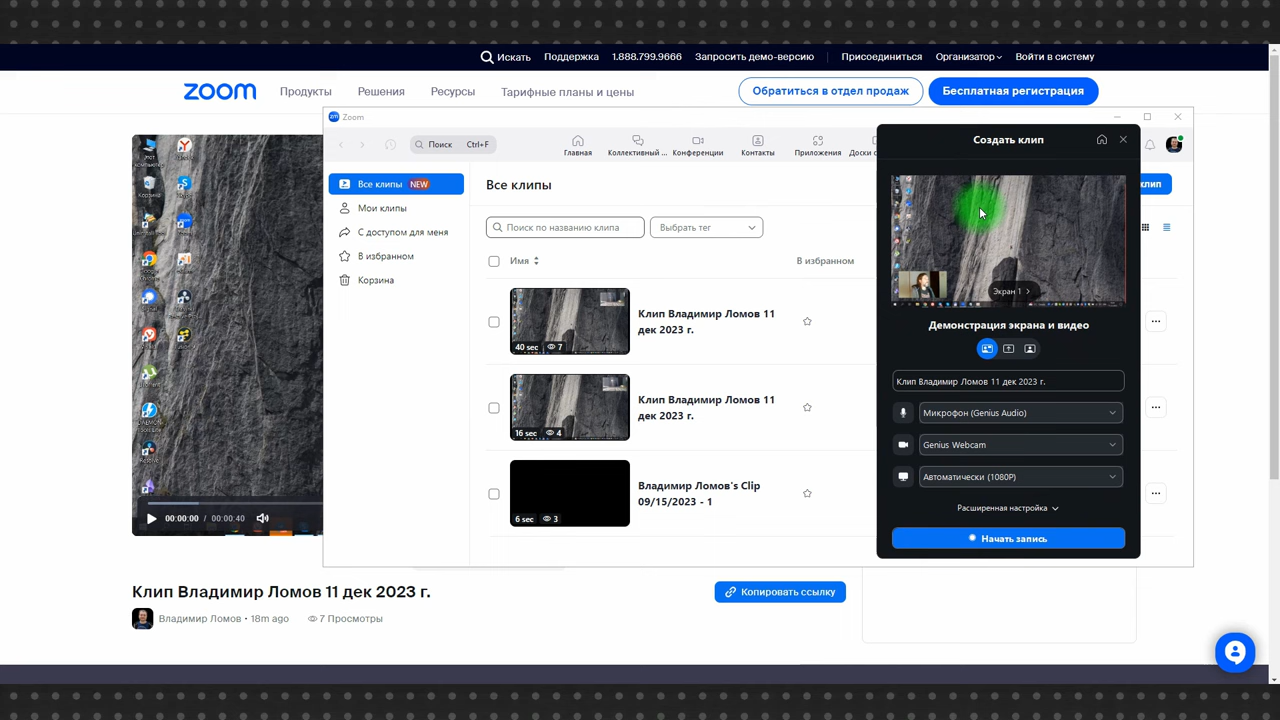 Искать Поддержка 1.888.799.9666 Запросить демо-версию Присоединиться Организатор Войти в систему
zoom Продукты Решения Ресурсы Тарифные планы и цены Обратиться в отдел продаж Бесплатная регистрация
Zoom
Поиск Ctrl+F Главная Коллективный ... Конференции Контакты Приложения Доски с
Все клипы NEW
Мои клипы
С доступом для меня
В избранном
Корзина
Все клипы
клип
Поиск по названию клипа Выбрать тег
Имя В избранном
Клип Владимир Ломов 11
дек 2023 г.
40 sec 7
Клип Владимир Ломов 11
дек 2023 г.
16 sec 4
Владимир Ломов's Clip
09/15/2023 - 1
6 sec 3
Создать клип
Экран 1
Демонстрация экрана и видео
Клип Владимир Ломов 11 дек 2023 г.
Микрофон (Genius Audio)
Genius Webcam
Автоматически (1080P)
Расширенная настройка
Начать запись
00:00:00 / 00:00:40
Клип Владимир Ломов 11 дек 2023 г.
Копировать ссылку
Владимир Ломов • 18m ago 7 Просмотры